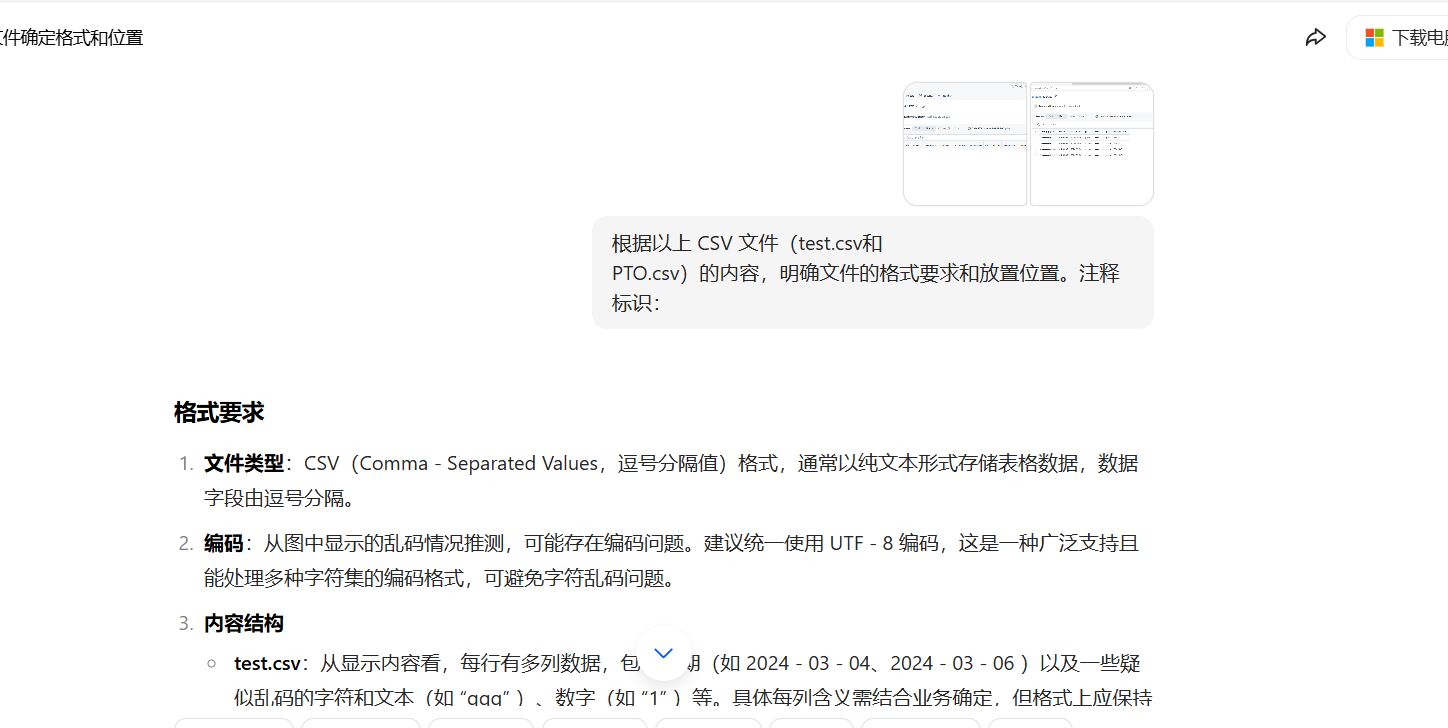 件确定格式和位置
下载电
根据以上 CSV 文件（test.csv和
PTO.csv）的内容，明确文件的格式要求和放置位置。注释
标识：
格式要求
1. 文件类型：CSV（Comma - Separated Values，逗号分隔值）格式，通常以纯文本形式存储表格数据，数据
字段由逗号分隔。
2. 编码：从图中显示的乱码情况推测，可能存在编码问题。建议统一使用 UTF - 8 编码，这是一种广泛支持且
能处理多种字符集的编码格式，可避免字符乱码问题。
3. 内容结构
test.csv：从显示内容看，每行有多列数据，包 期（如 2024 - 03 - 04、2024 - 03 - 06 ）以及一些疑
似乱码的字符和文本（如 “qqq” ）、数字（如 “1” ）等。具体每列含义需结合业务确定，但格式上应保持